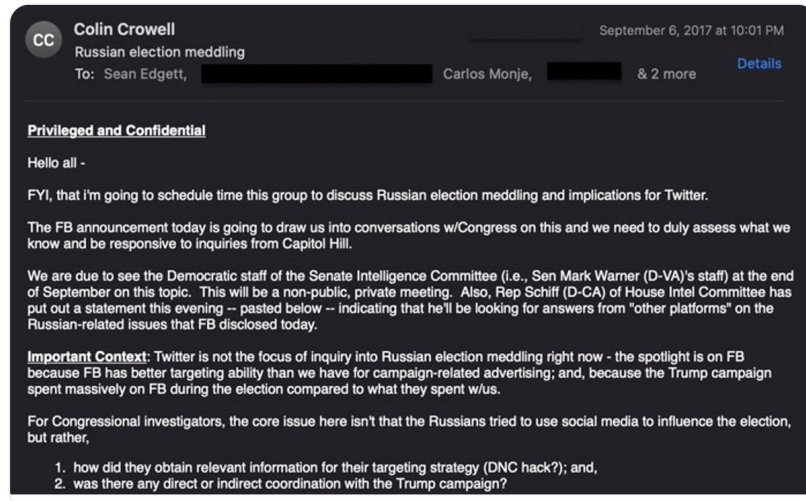 CC
Colin Crowell
September 6, 2017 at 10:01 PM
Russian election meddling
To: Sean Edgett,
Carlos Monje,
& 2 more
Details
Privileged and Confidential
Hello all -
FYI, that i'm going to schedule time this group to discuss Russian election meddling and implications for Twitter.
The FB announcement today is going to draw us into conversations w/Congress on this and we need to duly assess what we
know and be responsive to inquiries from Capitol Hill.
We are due to see the Democratic staff of the Senate Intelligence Committee (i.e., Sen Mark Warner (D-VA)'s staff) at the end
of September on this topic. This will be a non-public, private meeting. Also, Rep Schiff (D-CA) of House Intel Committee has
put out a statement this evening -- pasted below -- indicating that he'll be looking for answers from "other platforms" on the
Russian-related issues that FB disclosed today.
Important Context: Twitter is not the focus of inquiry into Russian election meddling right now - the spotlight is on FB
because FB has better targeting ability than we have for campaign-related advertising; and, because the Trump campaign
spent massively on FB during the election compared to what they spent w/us.
For Congressional investigators, the core issue here isn't that the Russians tried to use social media to influence the election,
but rather,
1. how did they obtain relevant information for their targeting strategy (DNC hack?); and,
2. was there any direct or indirect coordination with the Trump campaign?